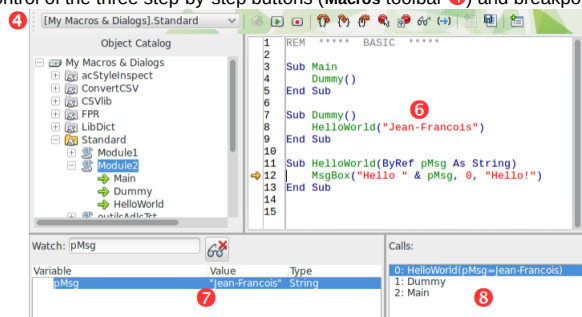 control of the three step-by-step buttons (Macros toolbar 4) and breakpo
4 [My Macros & Dialogs].Standard
Object Catalog
My Macros & Dialogs
acStyleInspect
ConvertCSV
CSVlib
FPR
LibDict
Standard
Module1
Module2
Main
Dummy
HelloWorld
outilsAdlsTst
1 REM ***** BASIC *****
2
3 Sub Main
4 Dummy()
5 End Sub
6
7 Sub Dummy()
8 HelloWorld("Jean-Francois")
9 End Sub
10
11 Sub HelloWorld(ByRef pMsg As String)
12 MsgBox("Hello " & pMsg, 0, "Hello!")
13 End Sub
14
15
6
Watch: pMsg
Variable Value Type
pMsg "Jean-Francois" String
7
Calls:
0: HelloWorld(pMsg=Jean-Francois)
1: Dummy
2: Main
8